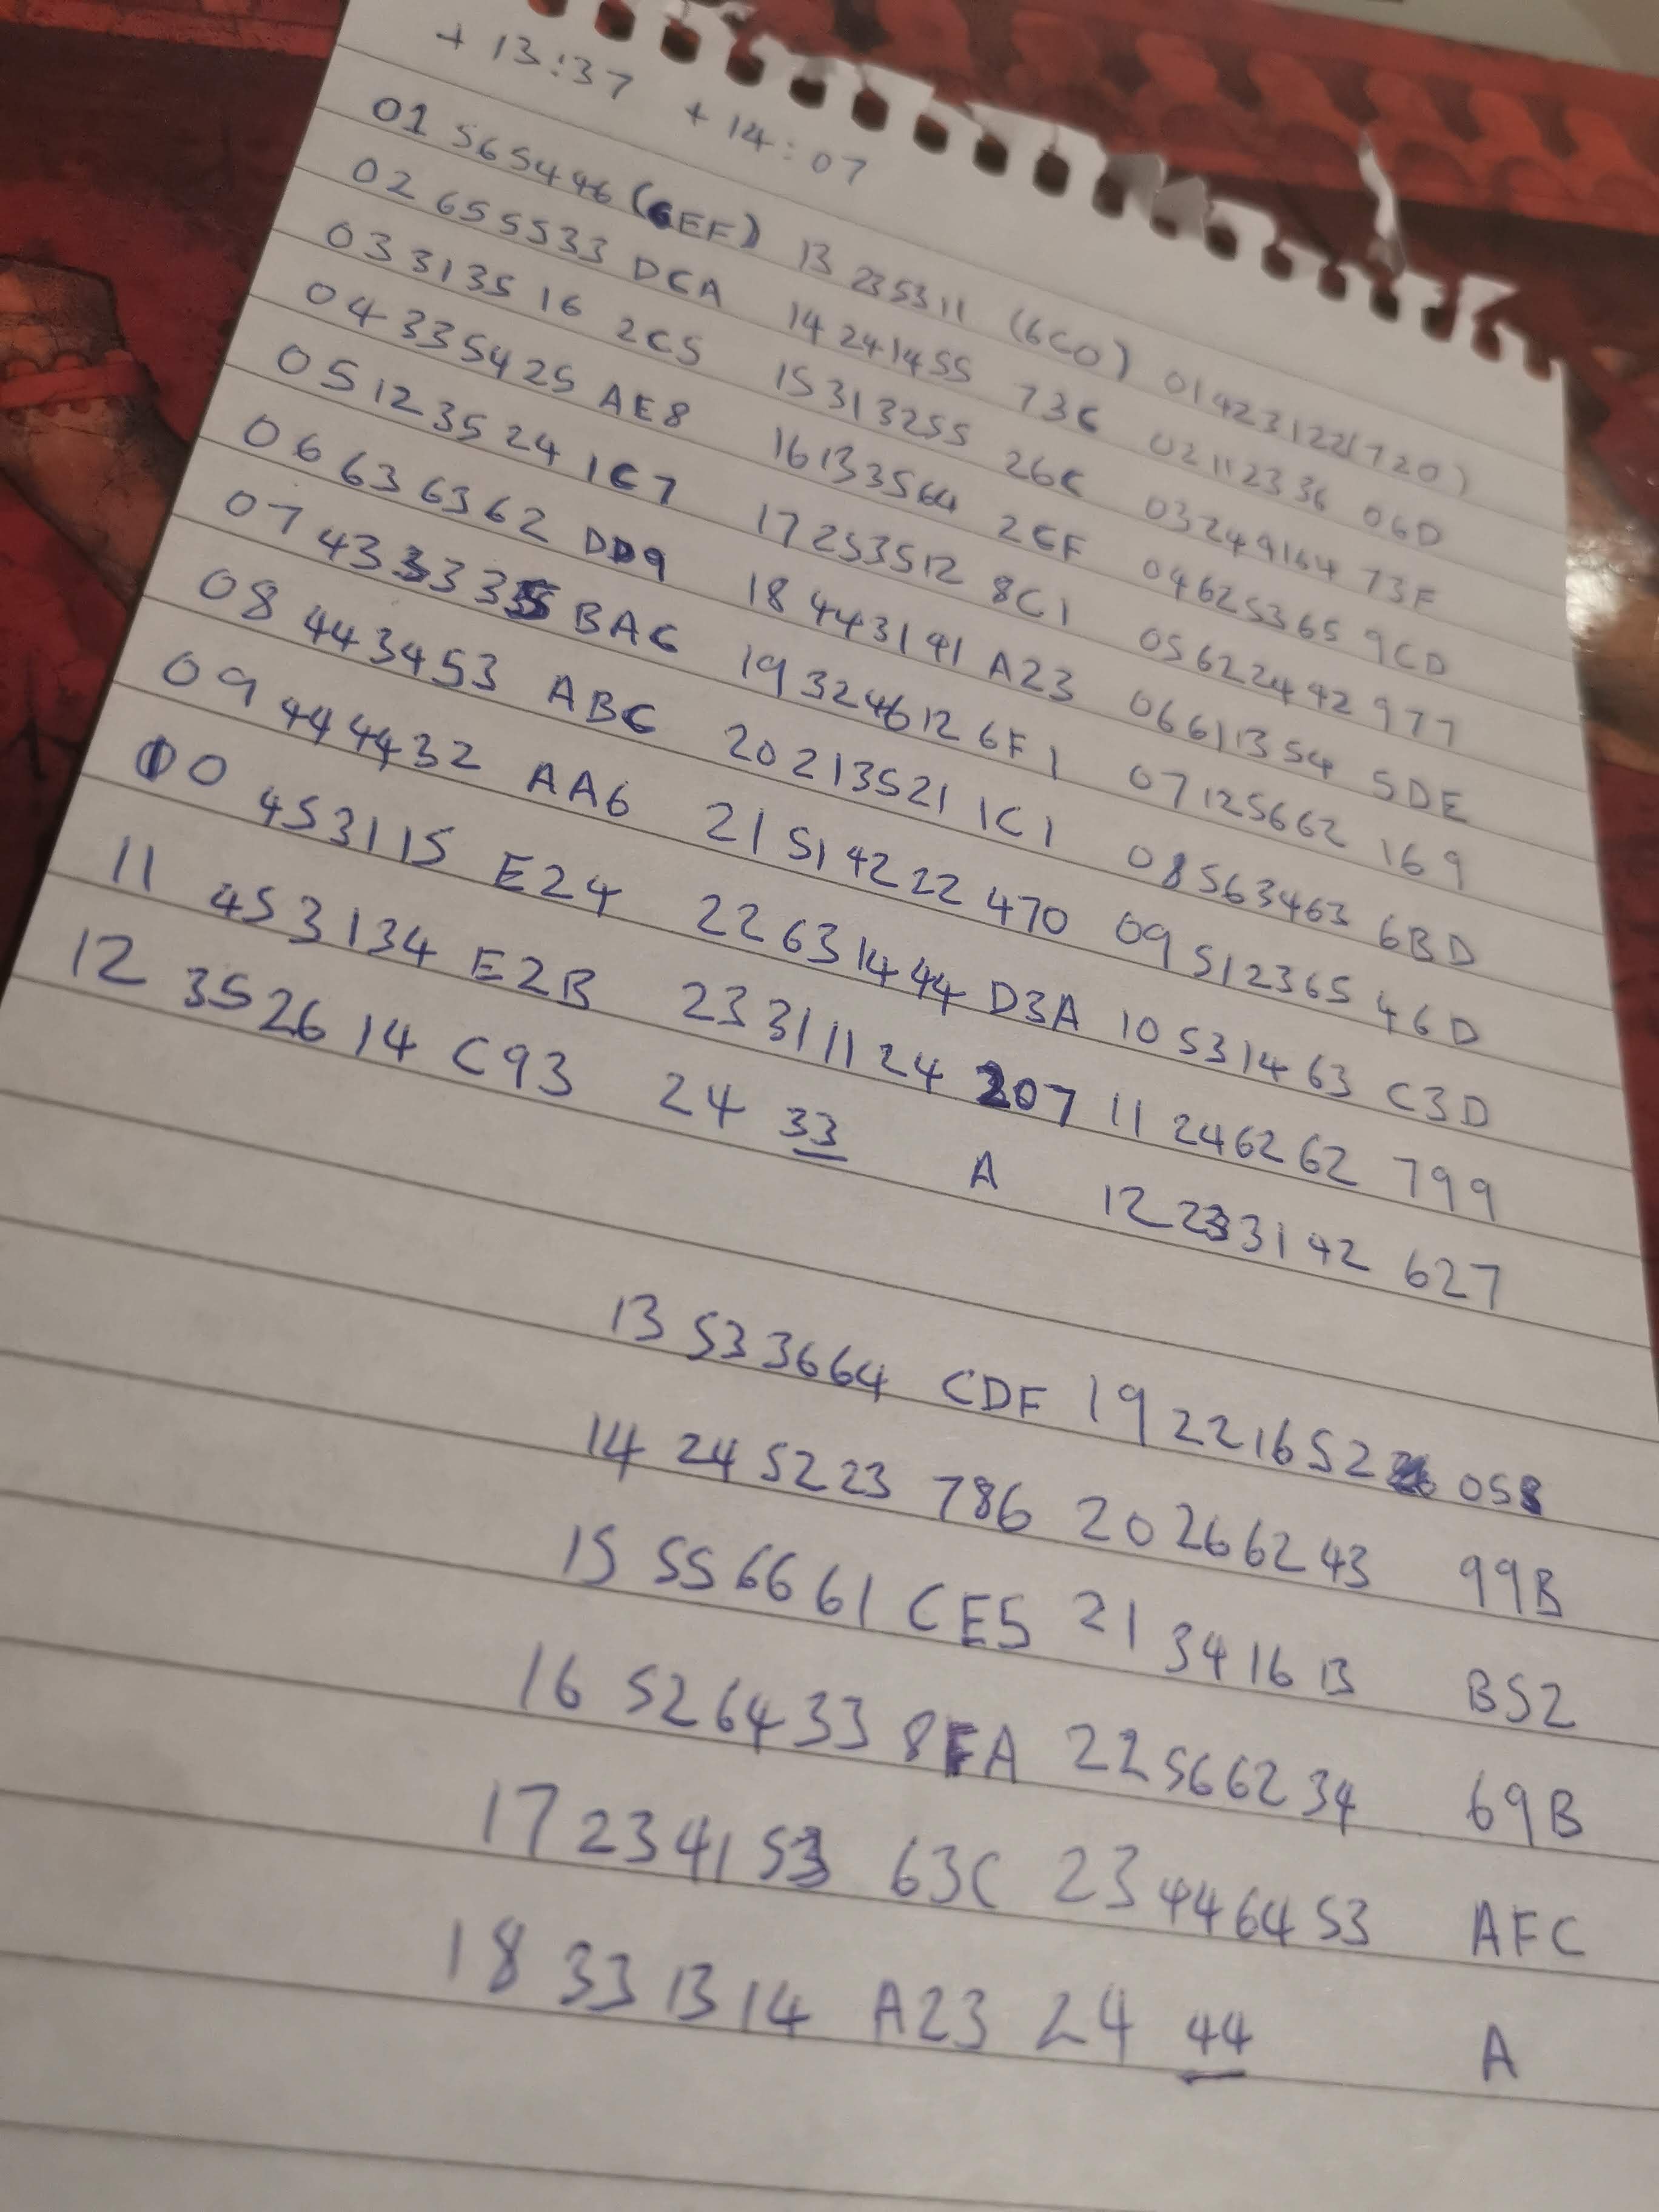 + 13:37 + 14:07
01 565446 (6EF) 13 235311 (6C0) 01 423122 (720)
02 655533 DCA 14 241455 73C 02 112336 06D
03 313516 2C5 15 313255 26C 03 249164 73F
04 335425 AE8 16 133564 2CF 04 625365 9CD
05 123524 1C7 17 253512 8C1 05 622442 977
06 636362 DD9 18 443141 A23 06 611354 5DE
07 433335 BAC 19 324612 6F1 07 125662 169
08 443453 ABC 20 213521 1C1 08 563463 6BD
09 444432 AA6 21 514222 470 09 512365 46D
10 453115 E24 22 631444 D3A 10 531463 C3D
11 453134 E2B 23 311124 207 11 246262 799
12 352614 C93 24 33 A 12 233142 627
13 533664 CDF 19 221652 058
14 245223 786 20 266243 99B
15 556661 CE5 21 341613 B52
16 526433 8FA 22 566234 69B
17 234153 63C 23 446453 AFC
18 331314 A23 24 44 A